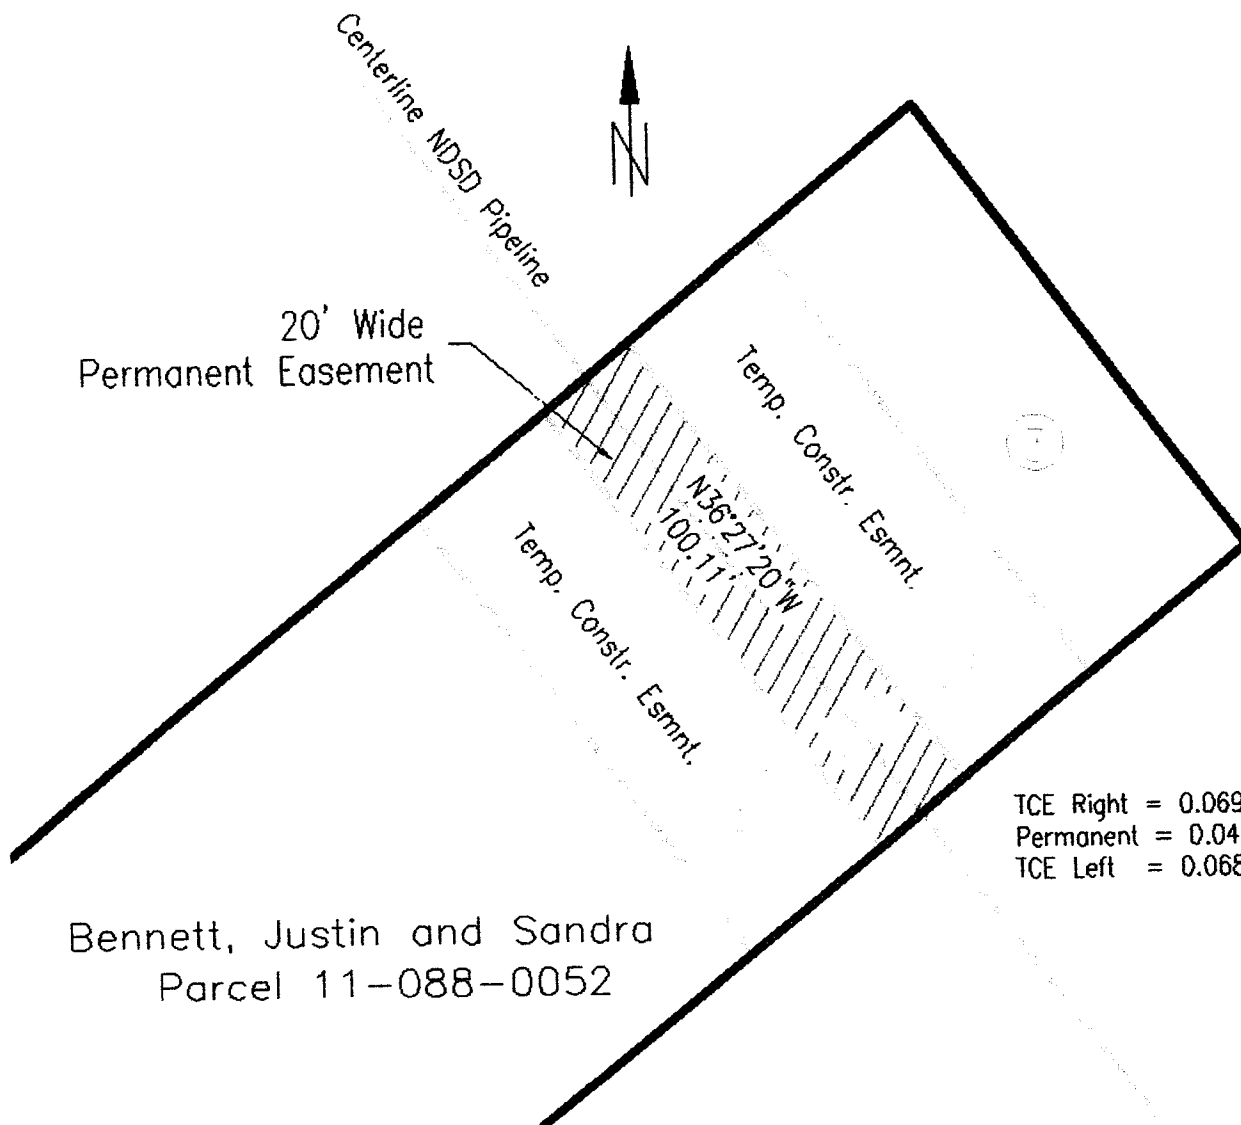 Centerline NDSD Pipeline
N
20' Wide
Permanent Easement
Temp. Constr. Esmnt.
N36°27'20"W
100.11'
Temp. Constr. Esmnt.
TCE Right = 0.069
Permanent = 0.04
TCE Left = 0.068
Bennett, Justin and Sandra
Parcel 11-088-0052